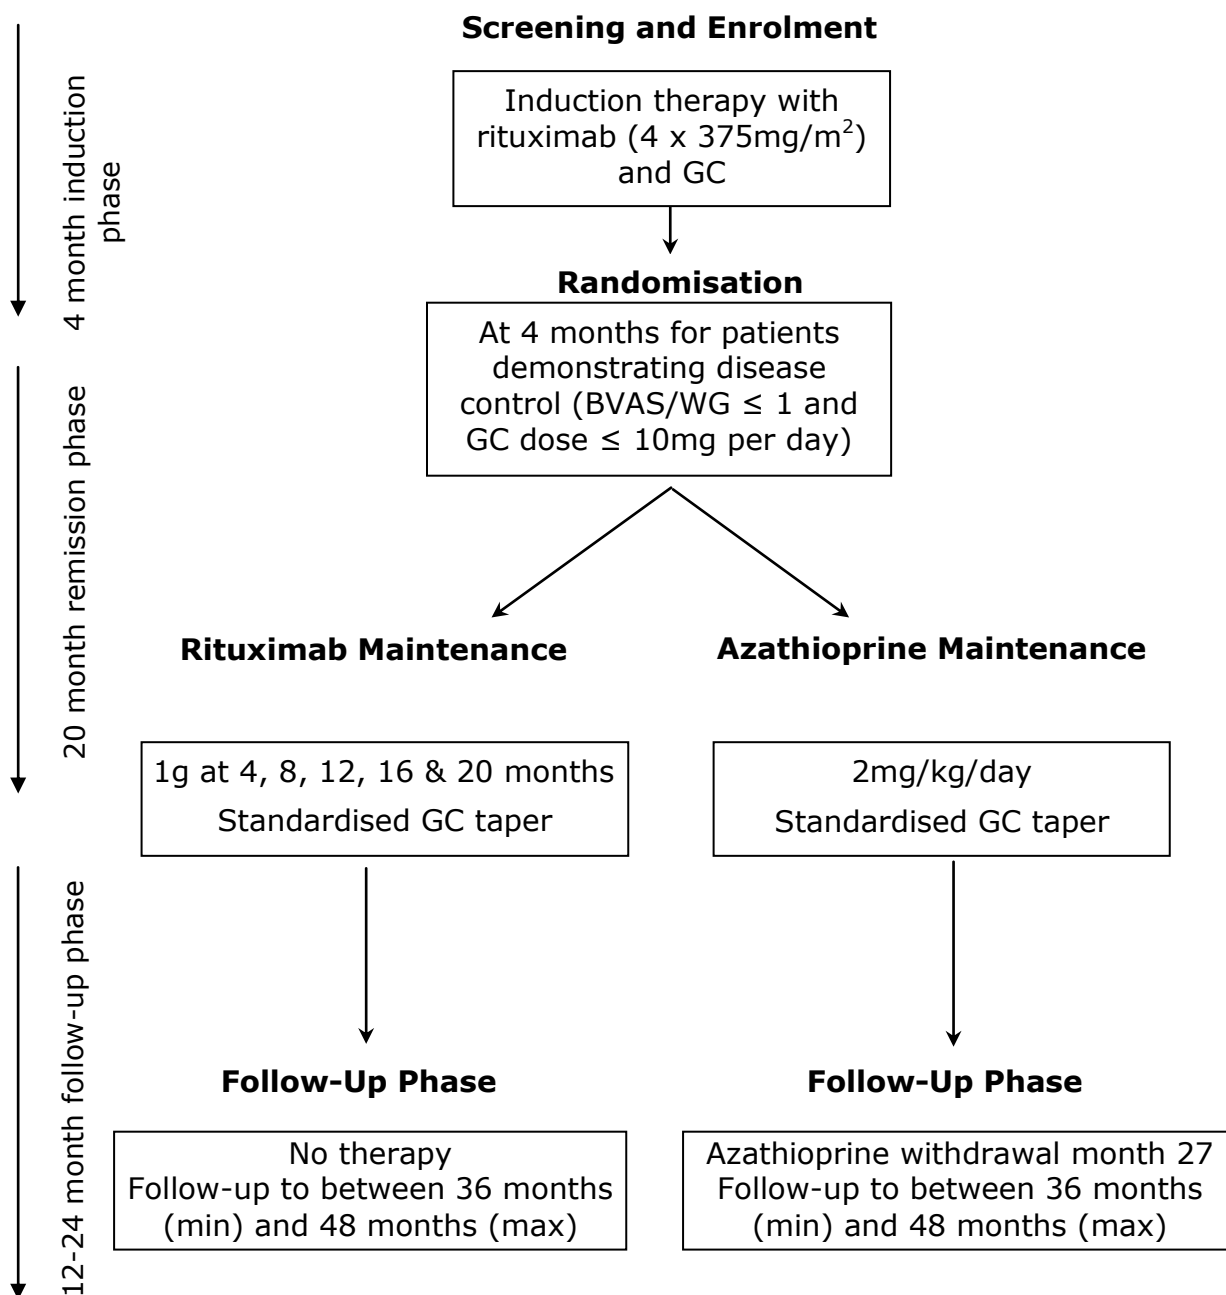 Screening and Enrolment
Induction therapy with
rituximab (4 x 375mg/m²)
and GC
4 month induction
phase
Randomisation
At 4 months for patients
demonstrating disease
control (BVAS/WG ≤ 1 and
GC dose ≤ 10mg per day)
20 month remission phase
Rituximab Maintenance
1g at 4, 8, 12, 16 & 20 months
Standardised GC taper
Azathioprine Maintenance
2mg/kg/day
Standardised GC taper
12-24 month follow-up phase
Follow-Up Phase
No therapy
Follow-up to between 36 months
(min) and 48 months (max)
Follow-Up Phase
Azathioprine withdrawal month 27
Follow-up to between 36 months
(min) and 48 months (max)